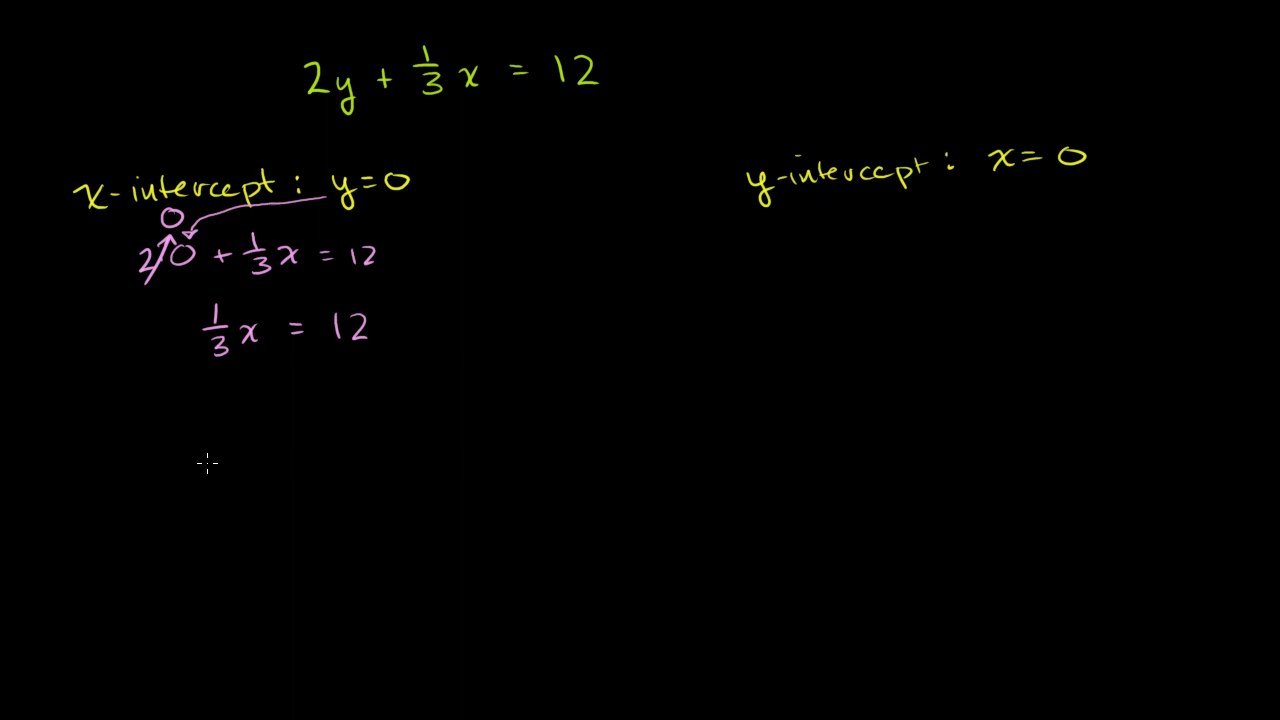 2y + 1/3 x = 12
x-intercept: y=0
0
2·0 + 1/3 x = 12
1/3 x = 12
y-intercept: x=0